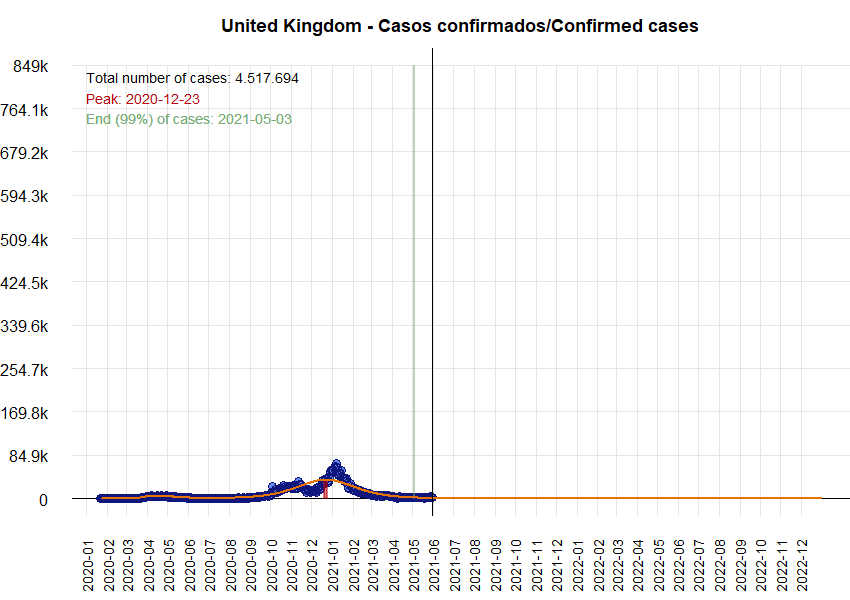 United Kingdom - Casos confirmados/Confirmed cases
849k
764.1k
679.2k
594.3k
509.4k
424.5k
339.6k
254.7k
169.8k
84.9k
0
Total number of cases: 4.517.694
Peak: 2020-12-23
End (99%) of cases: 2021-05-03
2020-01
2020-02
2020-03
2020-04
2020-05
2020-06
2020-07
2020-08
2020-09
2020-10
2020-11
2020-12
2021-01
2021-02
2021-03
2021-04
2021-05
2021-06
2021-07
2021-08
2021-09
2021-10
2021-11
2021-12
2022-01
2022-02
2022-03
2022-04
2022-05
2022-06
2022-07
2022-08
2022-09
2022-10
2022-11
2022-12